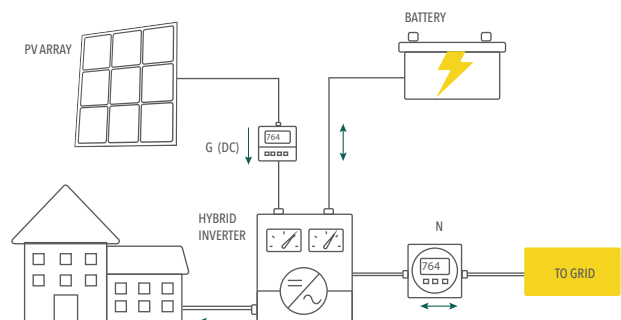 BATTERY
PV ARRAY
764
G (DC)
HYBRID
INVERTER
N
764
TO GRID